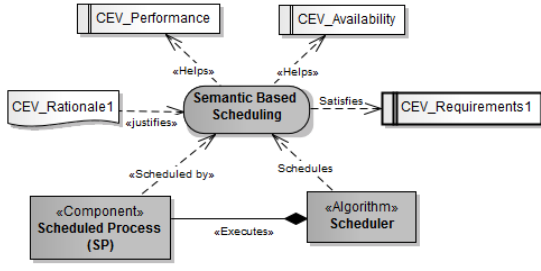 CEV_Performance
CEV_Availability
«Helps»
«Helps»
CEV_Rationale1
«justifies»
Semantic Based
Scheduling
Satisfies
CEV_Requirements1
«Scheduled by»
Schedules
«Component»
Scheduled Process
(SP)
«Executes»
«Algorithm»
Scheduler